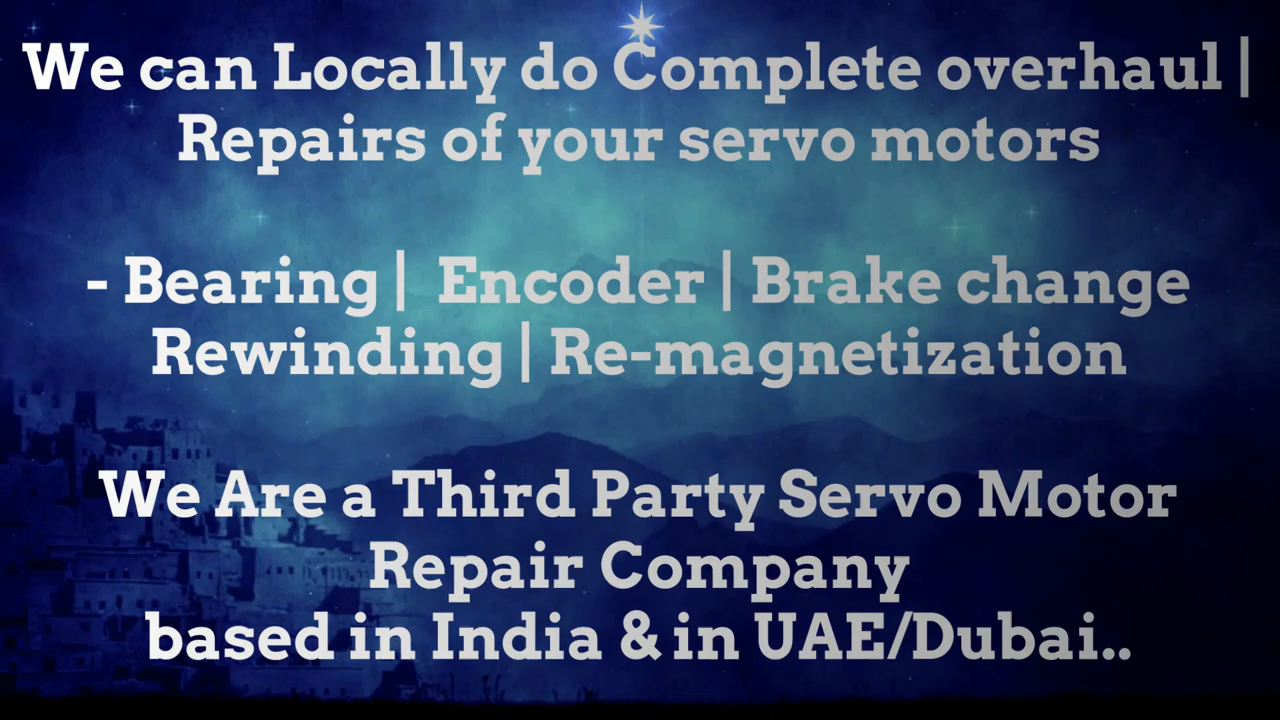 We can Locally do Complete overhaul |
Repairs of your servo motors
- Bearing | Encoder | Brake change
Rewinding | Re-magnetization
We Are a Third Party Servo Motor
Repair Company
based in India & in UAE/Dubai..